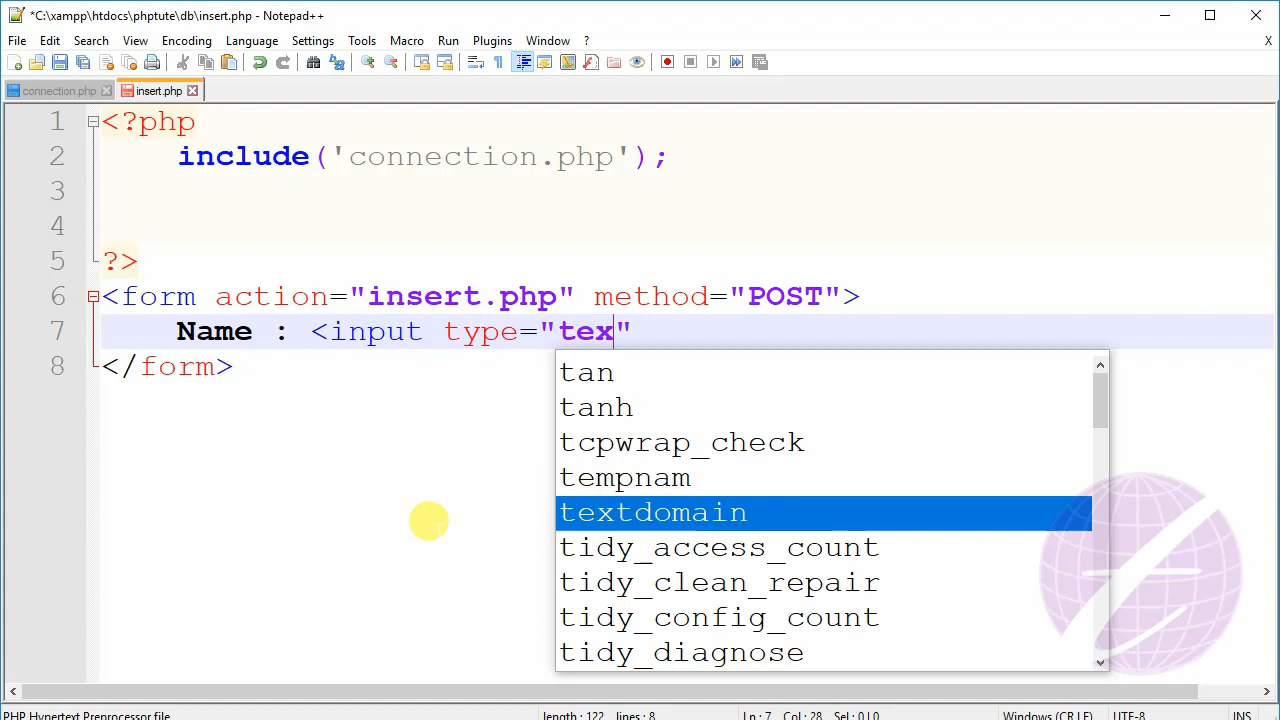 *C:\xampp\htdocs\phptute\db\insert.php - Notepad++
File Edit Search View Encoding Language Settings Tools Macro Run Plugins Window ? X
connection.php insert.php
1 <?php
2 include('connection.php');
3
4
5 ?>
6 <form action="insert.php" method="POST">
7 Name : <input type="tex"
8 </form>
tan
tanh
tcpwrap_check
tempnam
textdomain
tidy_access_count
tidy_clean_repair
tidy_config_count
tidy_diagnose
PHP Hypertext Preprocessor file length : 122 lines : 8 Ln : 7 Col : 28 Sel : 0 | 0 Windows (CR LF) UTF-8 INS